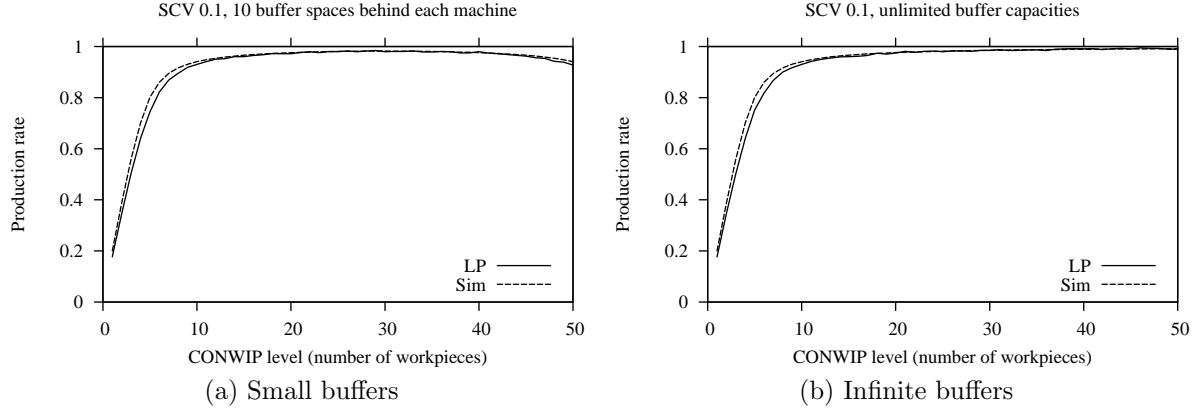 SCV 0.1, 10 buffer spaces behind each machine
1
0.8
0.6
0.4
0.2
0
Production rate
LP
Sim
0 10 20 30 40 50
CONWIP level (number of workpieces)
(a) Small buffers
SCV 0.1, unlimited buffer capacities
1
0.8
0.6
0.4
0.2
0
Production rate
LP
Sim
0 10 20 30 40 50
CONWIP level (number of workpieces)
(b) Infinite buffers